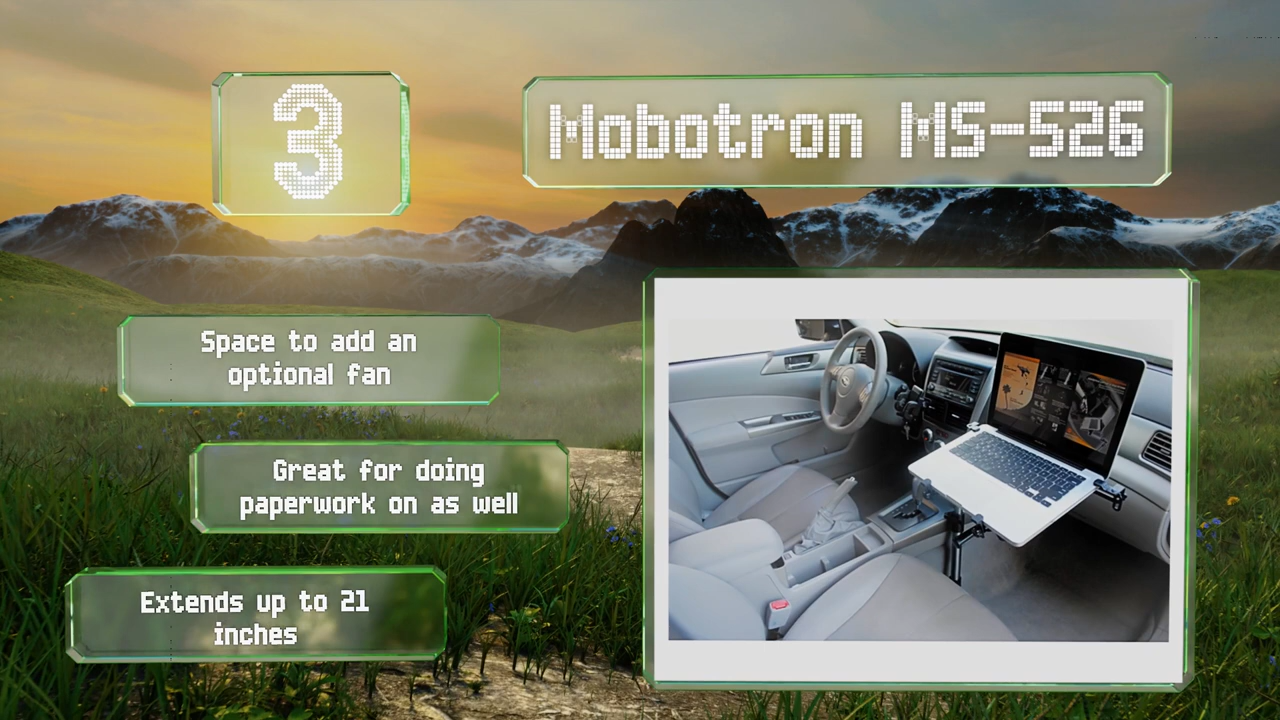 3
Mobotron MS-526
Space to add an
optional fan
Great for doing
paperwork on as well
Extends up to 21
inches